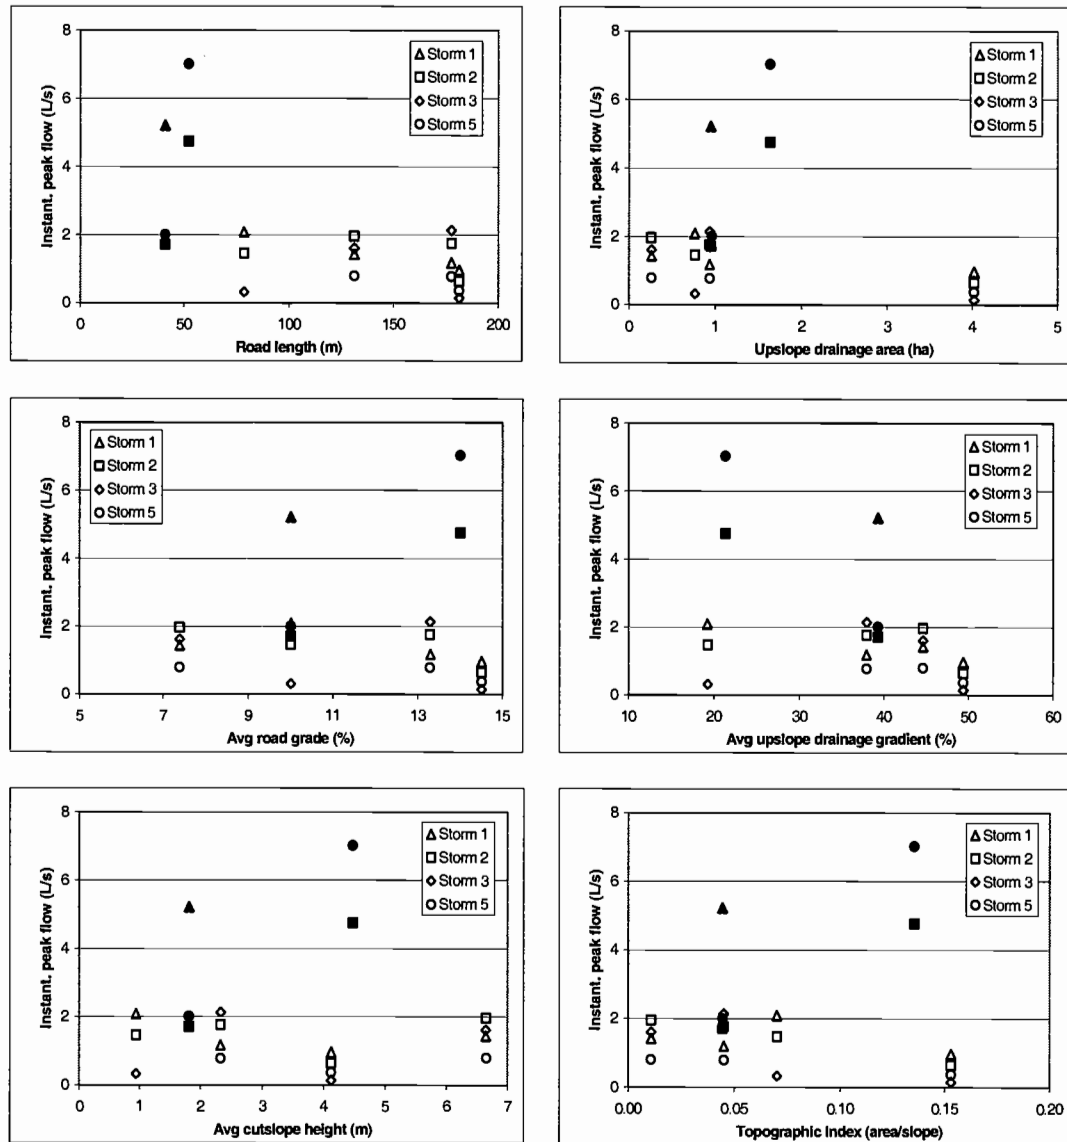 Instant. peak flow (L/s)
8
6
4
2
0
Storm 1
Storm 2
Storm 3
Storm 5
0 50 100 150 200
Road length (m)
Instant. peak flow (L/s)
8
6
4
2
0
Storm 1
Storm 2
Storm 3
Storm 5
0 1 2 3 4 5
Upslope drainage area (ha)
Instant. peak flow (L/s)
8
6
4
2
0
Storm 1
Storm 2
Storm 3
Storm 5
5 7 9 11 13 15
Avg road grade (%)
Instant. peak flow (L/s)
8
6
4
2
0
Storm 1
Storm 2
Storm 3
Storm 5
10 20 30 40 50 60
Avg upslope drainage gradient (%)
Instant. peak flow (L/s)
8
6
4
2
0
Storm 1
Storm 2
Storm 3
Storm 5
0 1 2 3 4 5 6 7
Avg cutslope height (m)
Instant. peak flow (L/s)
8
6
4
2
0
Storm 1
Storm 2
Storm 3
Storm 5
0.00 0.05 0.10 0.15 0.20
Topographic Index (area/slope)